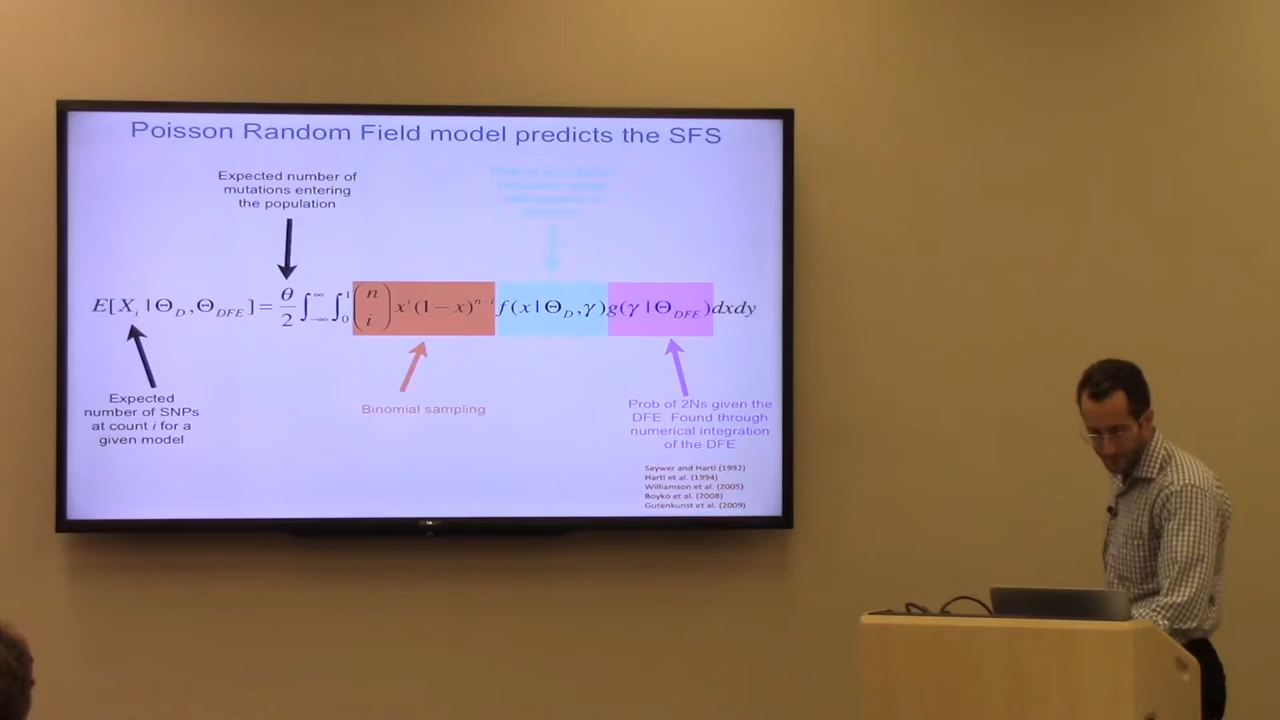 Poisson Random Field model predicts the SFS
Expected number of
mutations entering
the population
E[X_i | Θ_D, Θ_DFE] = θ/2 ∫_{-∞}^{∞} ∫_0^1 (n i) x^i (1 − x)^{n−i} f(x | Θ_D, γ) g(γ | Θ_DFE) dxdy
Expected
number of SNPs
at count i for a
given model
Binomial sampling
Prob of 2Ns given the
DFE. Found through
numerical integration
of the DFE
Saywer and Hartl (1992)
Hartl et al. (1994)
Williamson et al. (2005)
Boyko et al. (2008)
Gutenkunst et al. (2009)